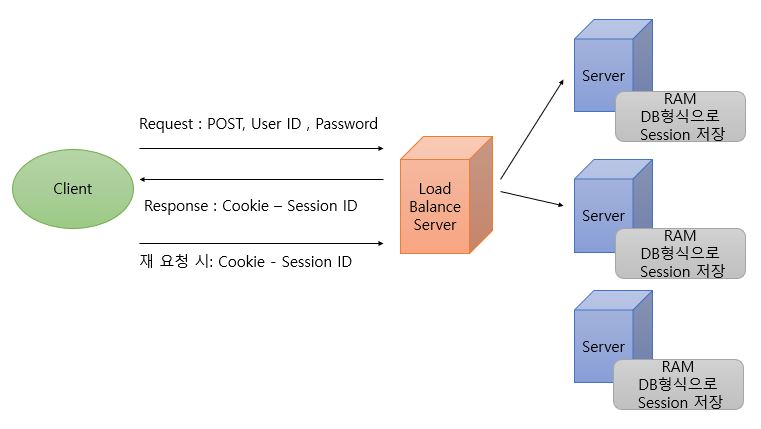 Request : POST, User ID , Password
Client
Response : Cookie – Session ID
재 요청 시: Cookie - Session ID
Load
Balance
Server
Server
RAM
DB형식으로
Session 저장
Server
RAM
DB형식으로
Session 저장
Server
RAM
DB형식으로
Session 저장